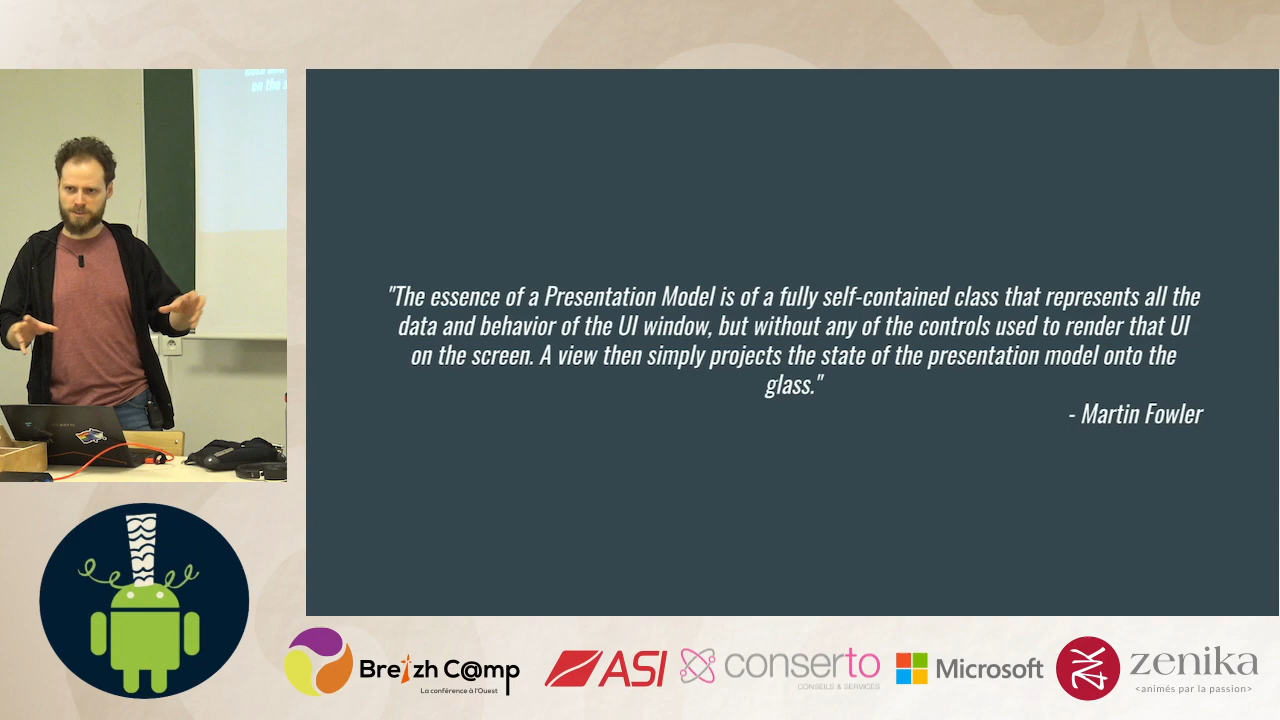 on the s
"The essence of a Presentation Model is of a fully self-contained class that represents all the
data and behavior of the UI window, but without any of the controls used to render that UI
on the screen. A view then simply projects the state of the presentation model onto the
glass."
- Martin Fowler
Breizh C@mp
La conférence à l'Ouest
ASI
conserto
CONSEILS & SERVICES
Microsoft
zenika
<animés par la passion>